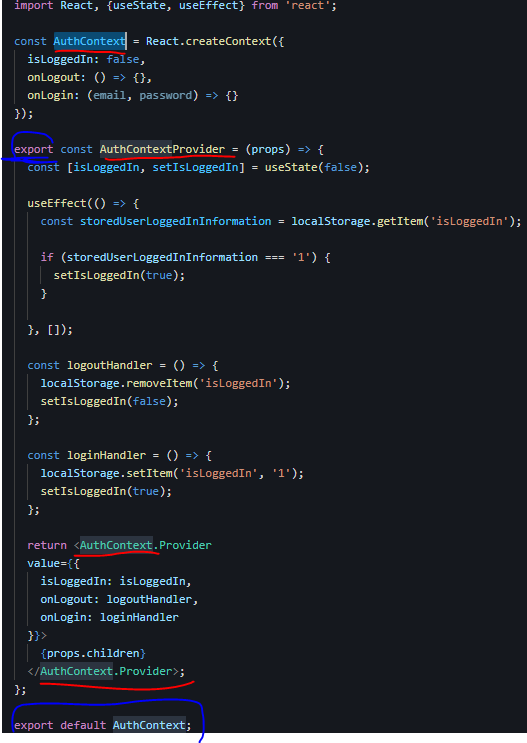 import React, {useState, useEffect} from 'react';
const AuthContext = React.createContext({
isLoggedIn: false,
onLogout: () => {},
onLogin: (email, password) => {}
});
export const AuthContextProvider = (props) => {
const [isLoggedIn, setIsLoggedIn] = useState(false);
useEffect(() => {
const storedUserLoggedInInformation = localStorage.getItem('isLoggedIn');
if (storedUserLoggedInInformation === '1') {
setIsLoggedIn(true);
}
}, []);
const logoutHandler = () => {
localStorage.removeItem('isLoggedIn');
setIsLoggedIn(false);
};
const loginHandler = () => {
localStorage.setItem('isLoggedIn', '1');
setIsLoggedIn(true);
};
return <AuthContext.Provider
value={{
isLoggedIn: isLoggedIn,
onLogout: logoutHandler,
onLogin: loginHandler
}}>
{props.children}
</AuthContext.Provider>;
};
export default AuthContext;